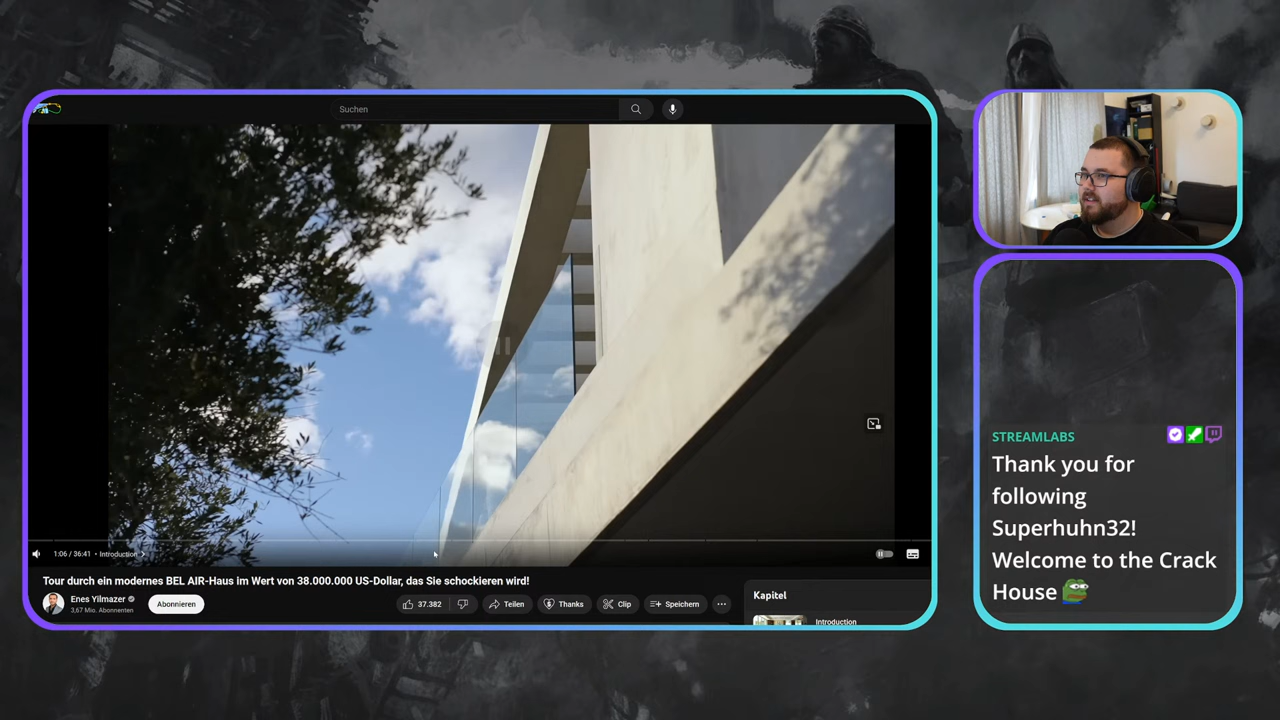 Suchen
1:06 / 36:41 • Introduction
Tour durch ein modernes BEL AIR-Haus im Wert von 38.000.000 US-Dollar, das Sie schockieren wird!
Enes Yilmazer
3,67 Mio. Abonnenten
Abonnieren
37.382
Teilen
Thanks
Clip
Speichern
Kapitel
Introduction
STREAMLABS
Thank you for
following
Superhuhn32!
Welcome to the Crack
House